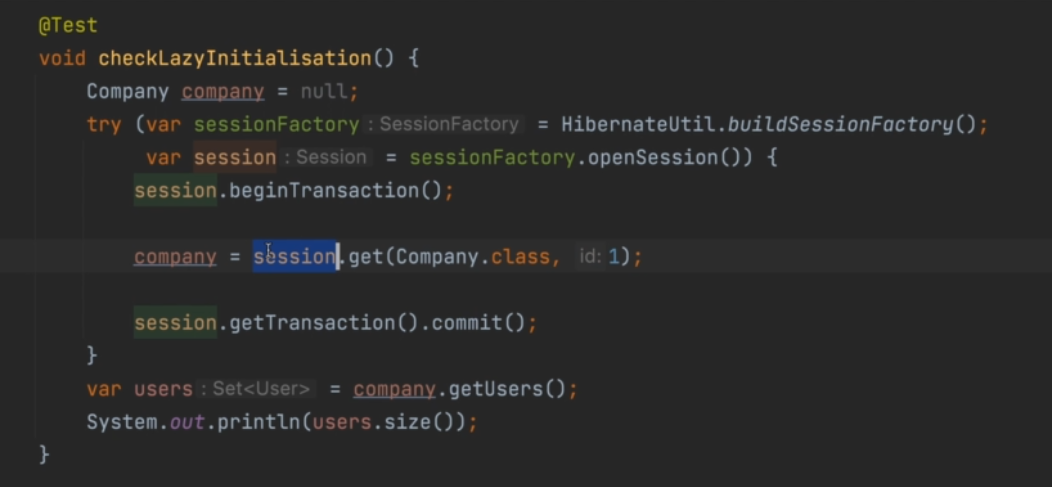 @Test
void checkLazyInitialisation() {
Company company = null;
try (var sessionFactory : SessionFactory = HibernateUtil.buildSessionFactory();
var session : Session = sessionFactory.openSession()) {
session.beginTransaction();
company = session.get(Company.class, id: 1);
session.getTransaction().commit();
}
var users : Set<User> = company.getUsers();
System.out.println(users.size());
}